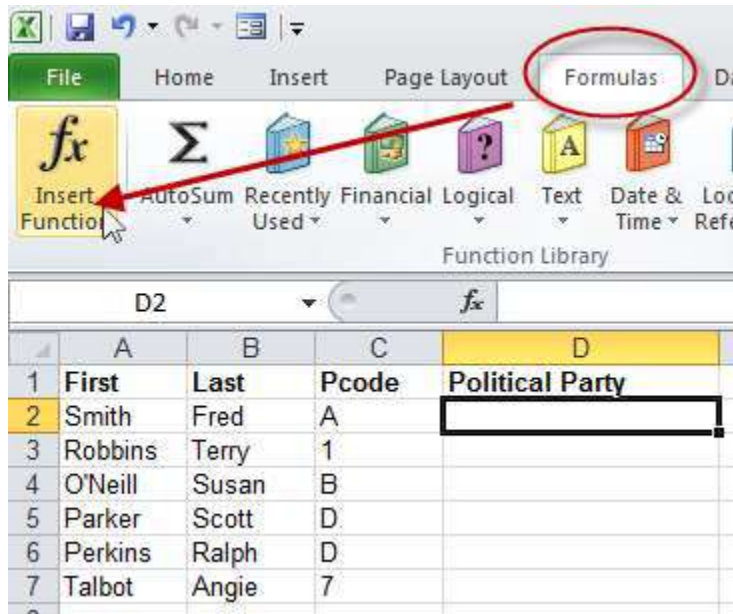 File Home Insert Page Layout Formulas
fx Σ ? A
Insert AutoSum Recently Financial Logical Text Date &
Function Used Time
Function Library
D2 fx
A B C D
1 First Last Pcode Political Party
2 Smith Fred A
3 Robbins Terry 1
4 O'Neill Susan B
5 Parker Scott D
6 Perkins Ralph D
7 Talbot Angie 7